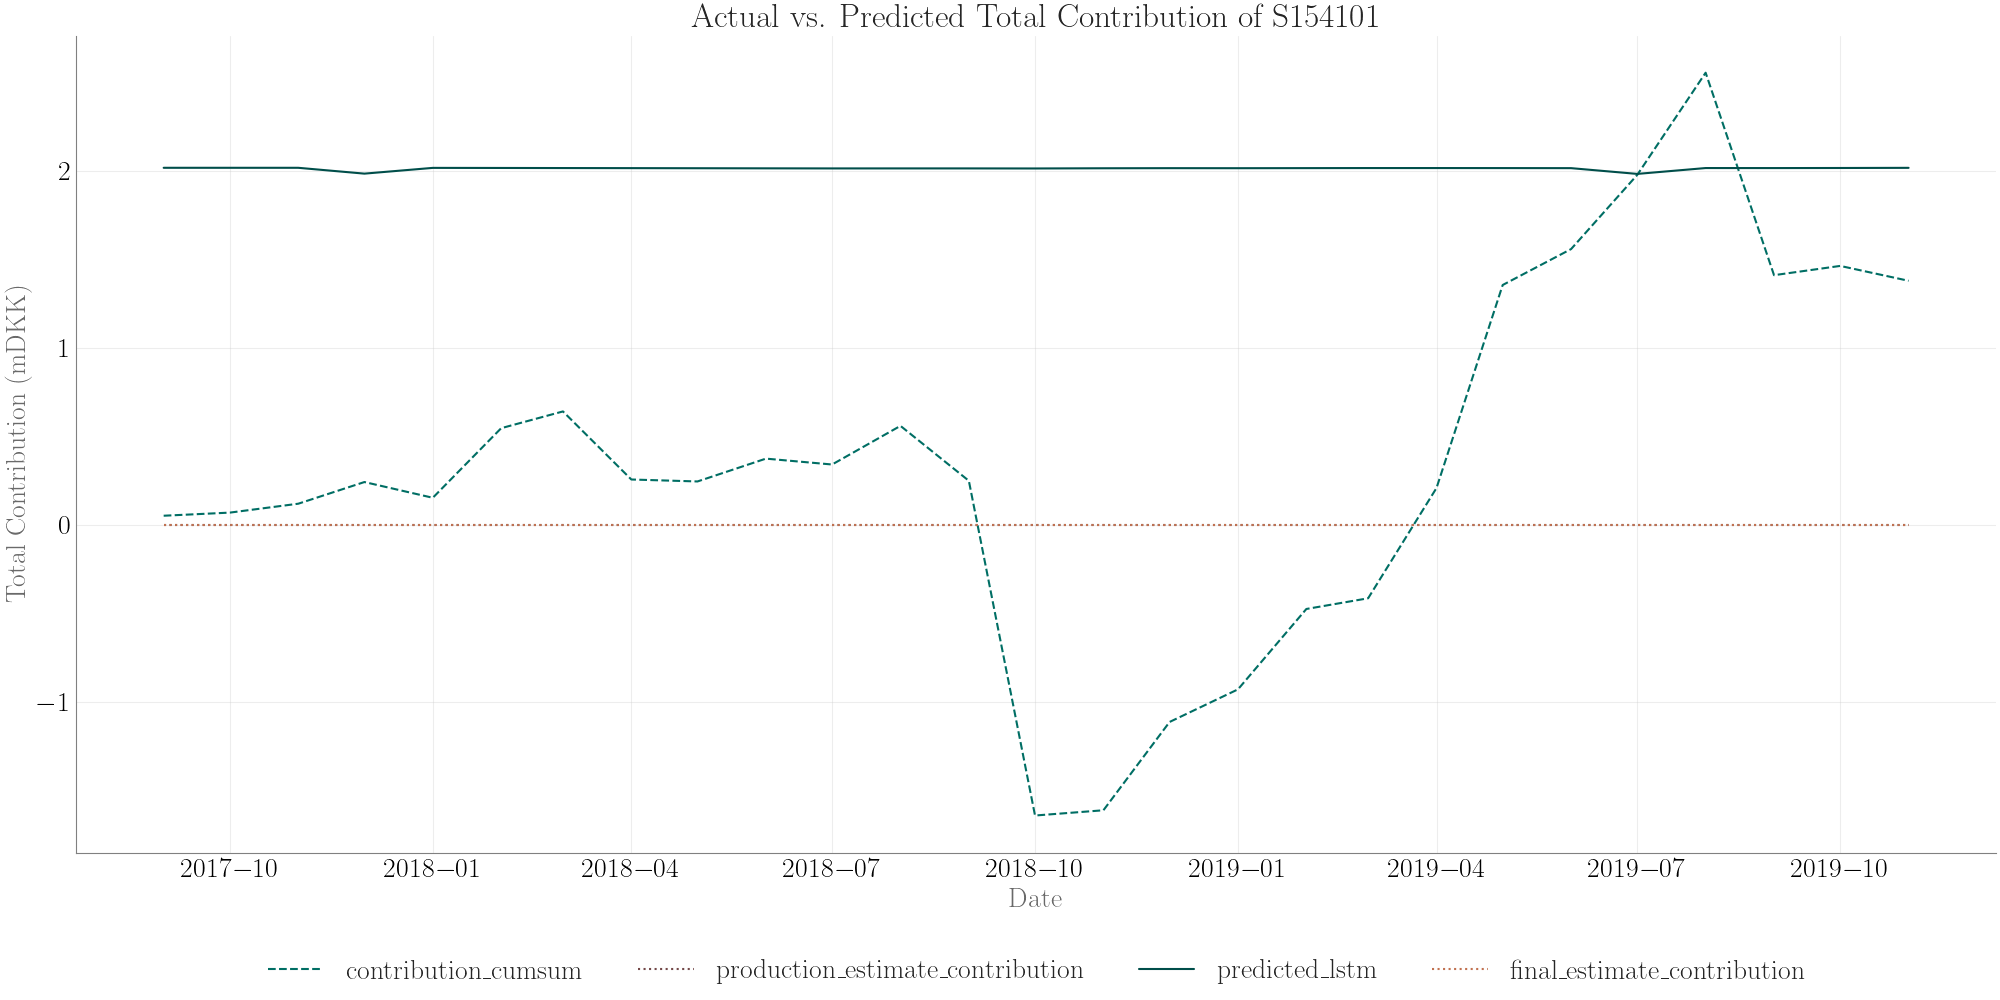 Actual vs. Predicted Total Contribution of S154101
Total Contribution (mDKK)
2
1
0
−1
2017−10 2018−01 2018−04 2018−07 2018−10 2019−01 2019−04 2019−07 2019−10
Date
contribution_cumsum production_estimate_contribution predicted_lstm final_estimate_contribution